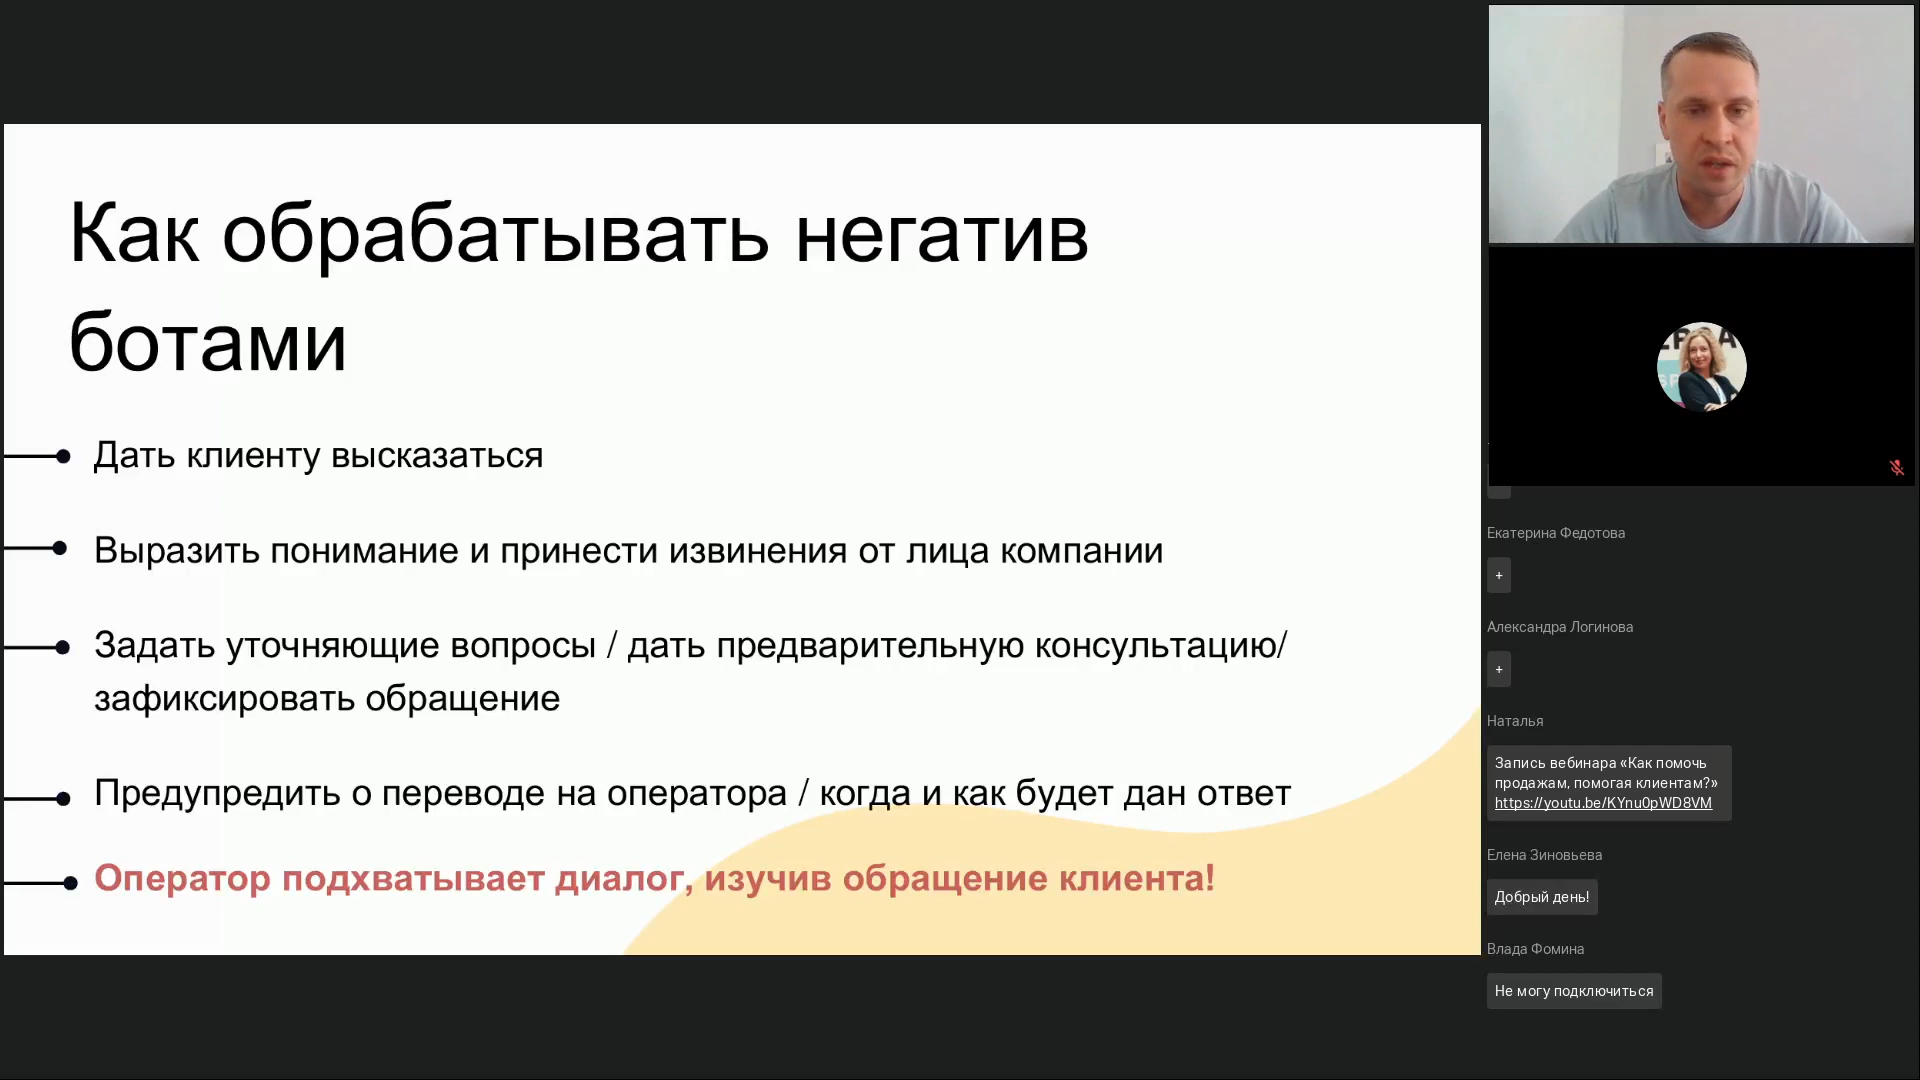 Как обрабатывать негатив
ботами
Дать клиенту высказаться
Выразить понимание и принести извинения от лица компании
Задать уточняющие вопросы / дать предварительную консультацию/
зафиксировать обращение
Предупредить о переводе на оператора / когда и как будет дан ответ
Оператор подхватывает диалог, изучив обращение клиента!
Екатерина Федотова
+
Александра Логинова
+
Наталья
Запись вебинара «Как помочь
продажам, помогая клиентам?»
https://youtu.be/KYnu0pWD8VM
Елена Зиновьева
Добрый день!
Влада Фомина
Не могу подключиться